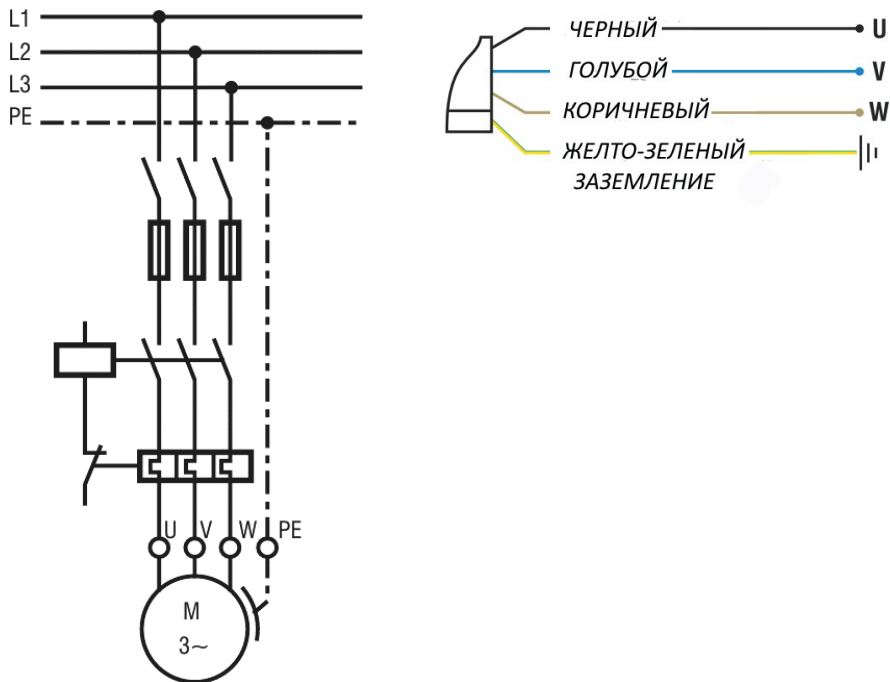 L1
L2
L3
PE
U
V
W
PE
M
3~
ЧЕРНЫЙ
U
ГОЛУБОЙ
V
КОРИЧНЕВЫЙ
W
ЖЕЛТО-ЗЕЛЕНЫЙ
ЗАЗЕМЛЕНИЕ